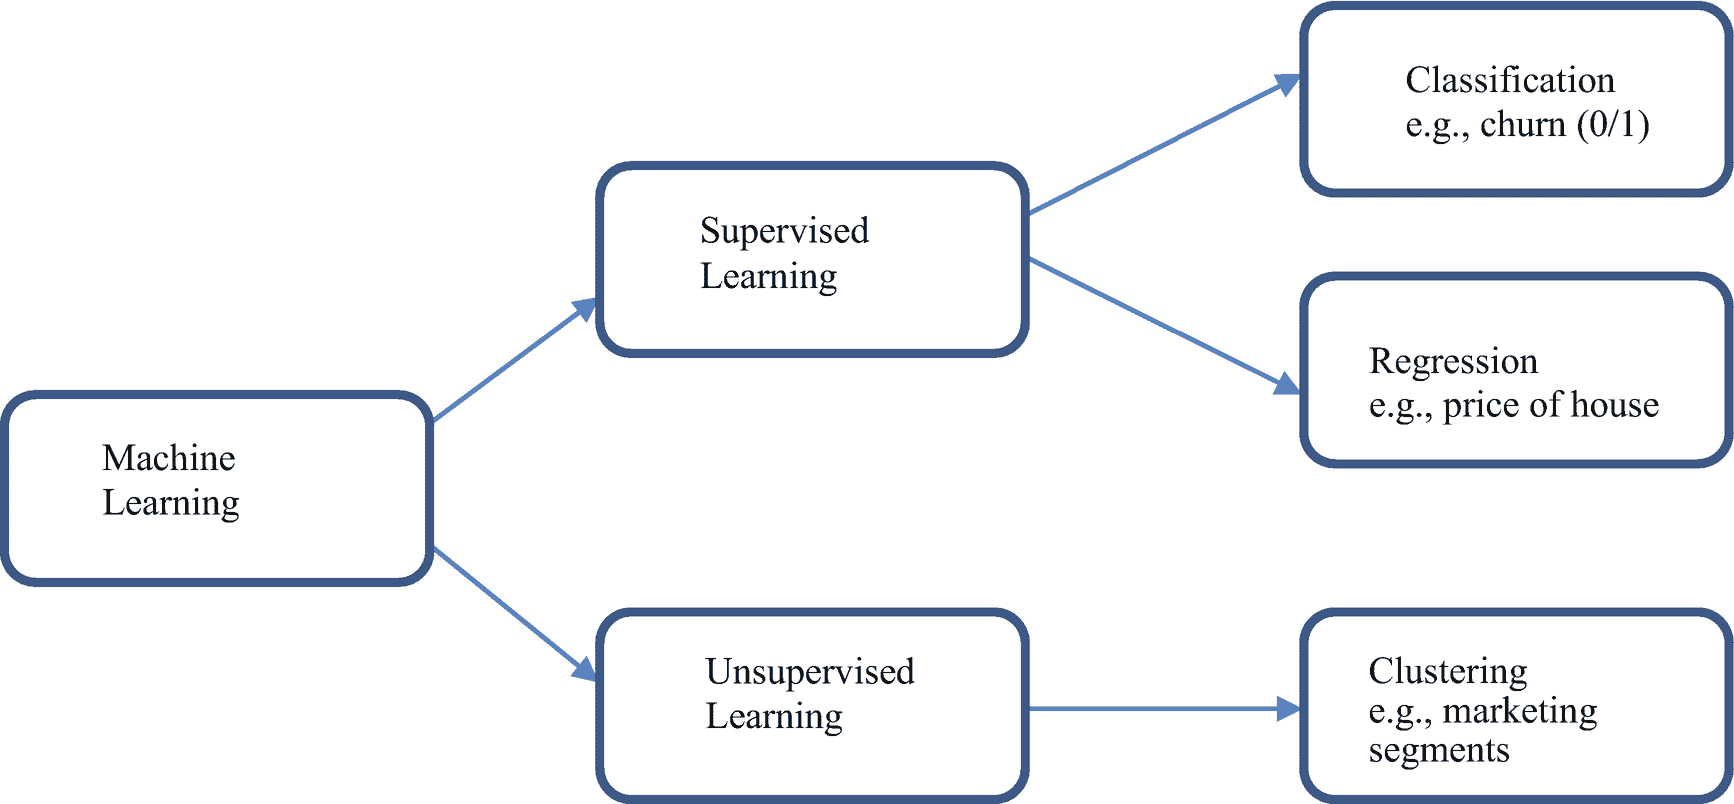 Machine
Learning
Supervised
Learning
Unsupervised
Learning
Classification
e.g., churn (0/1)
Regression
e.g., price of house
Clustering
e.g., marketing
segments